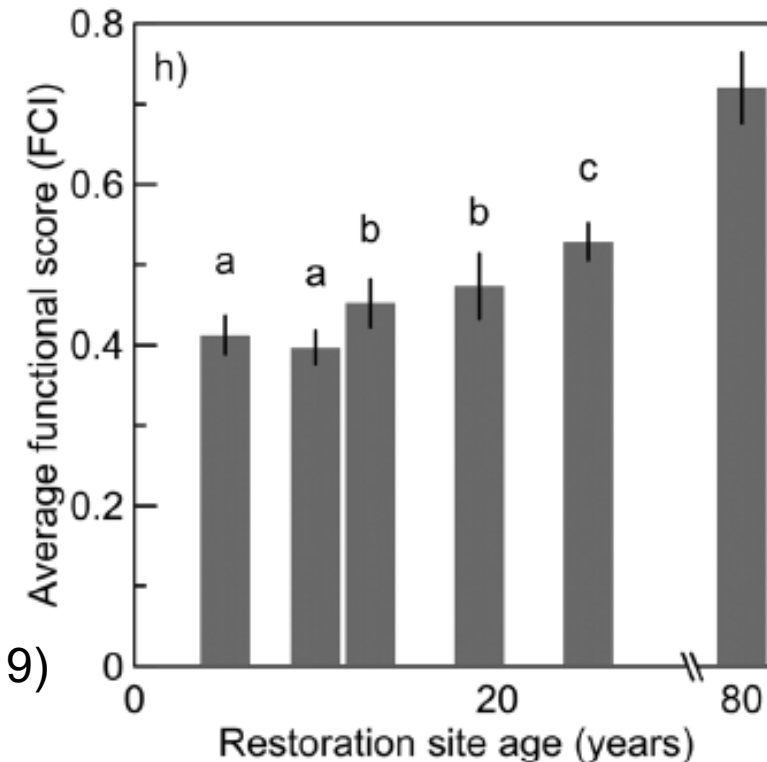 0.8
h)
Average functional score (FCI)
0.6
c
b
b
a
a
0.4
0.2
9)
0
0
20
80
Restoration site age (years)